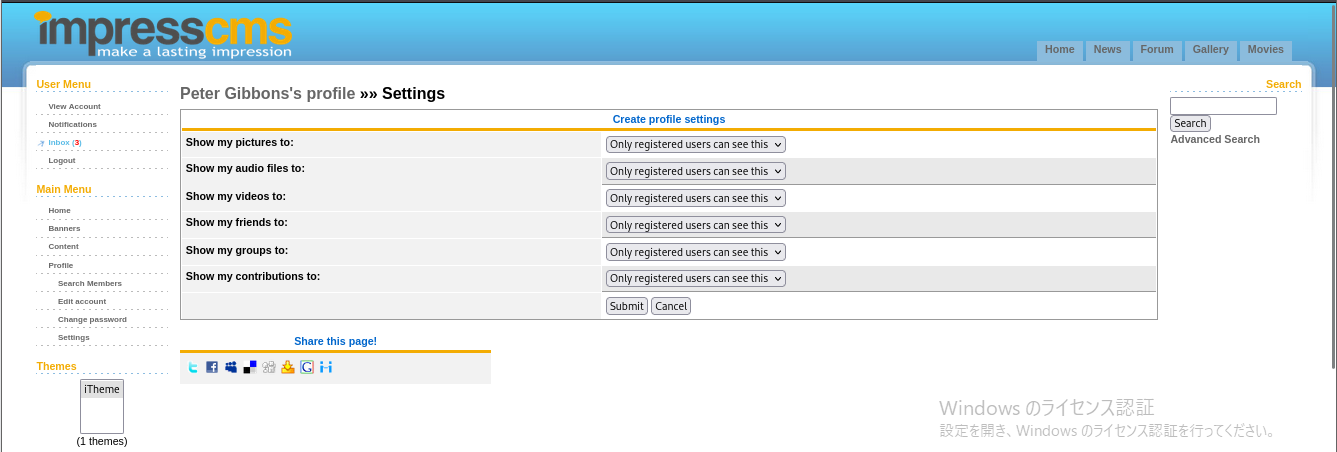 impresscms
make a lasting impression
Home News Forum Gallery Movies
User Menu
View Account
Notifications
Inbox (3)
Logout
Main Menu
Home
Banners
Content
Profile
Search Members
Edit account
Change password
Settings
Themes
iTheme
(1 themes)
Peter Gibbons's profile »» Settings
Create profile settings
Show my pictures to: Only registered users can see this
Show my audio files to: Only registered users can see this
Show my videos to: Only registered users can see this
Show my friends to: Only registered users can see this
Show my groups to: Only registered users can see this
Show my contributions to: Only registered users can see this
Submit Cancel
Share this page!
Search
Search
Advanced Search
Windows のライセンス認証
設定を開き、Windows のライセンス認証を行ってください。